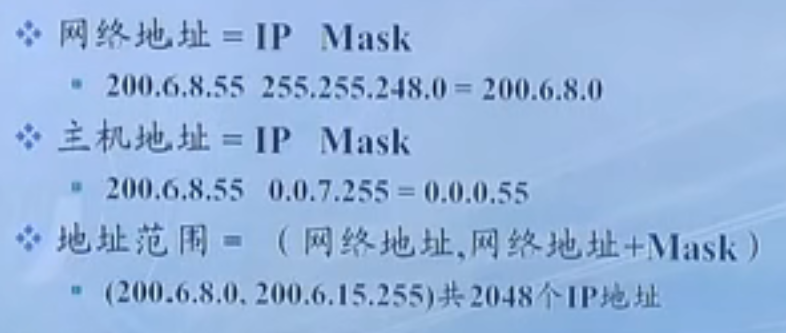 网络地址 = IP Mask
200.6.8.55 255.255.248.0 = 200.6.8.0
主机地址 = IP Mask
200.6.8.55 0.0.7.255 = 0.0.0.55
地址范围 = (网络地址,网络地址+Mask)
(200.6.8.0, 200.6.15.255)共2048个IP地址